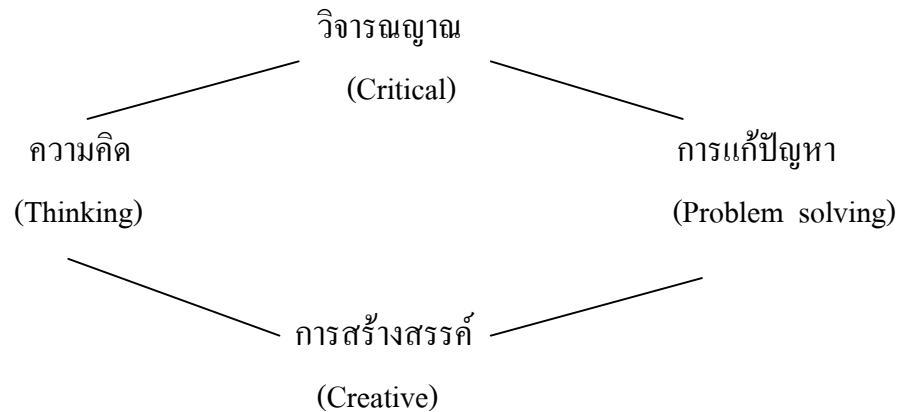 วิจารณญาณ
(Critical)
ความคิด
(Thinking)
การแก้ปัญหา
(Problem solving)
การสร้างสรรค์
(Creative)